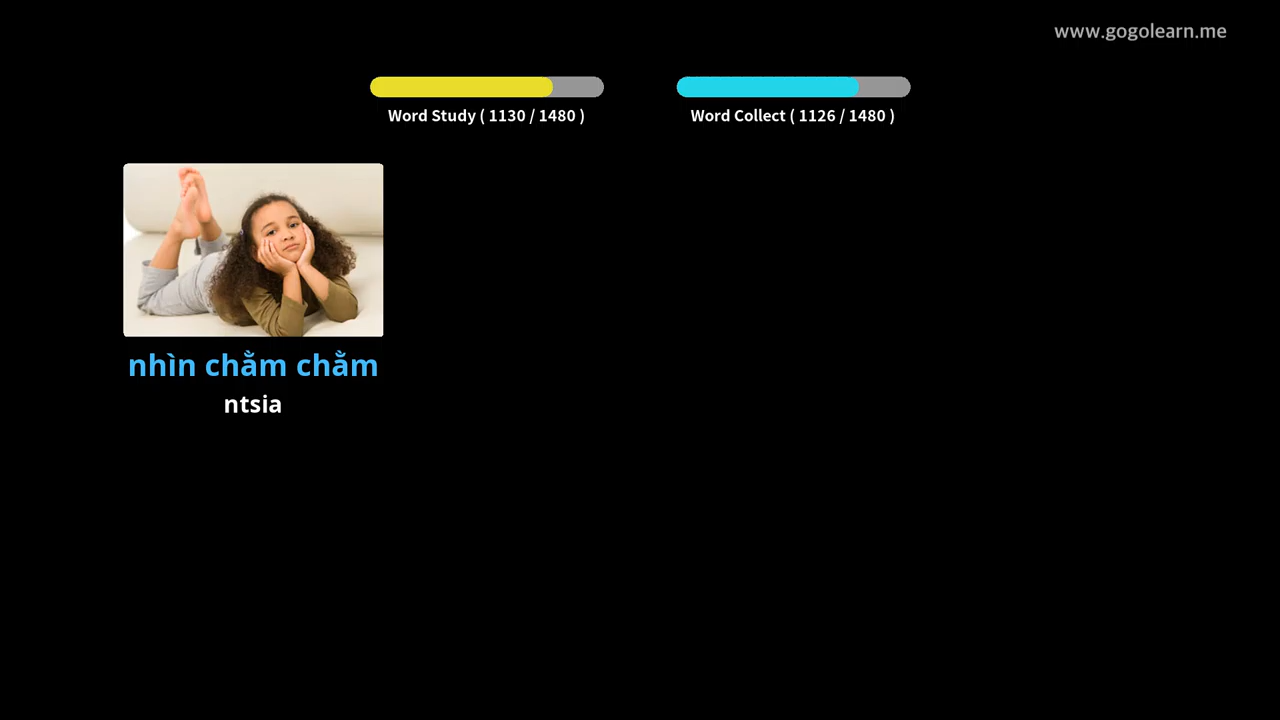 www.gogolearn.me
Word Study ( 1130 / 1480 )
Word Collect ( 1126 / 1480 )
nhìn chằm chằm
ntsia